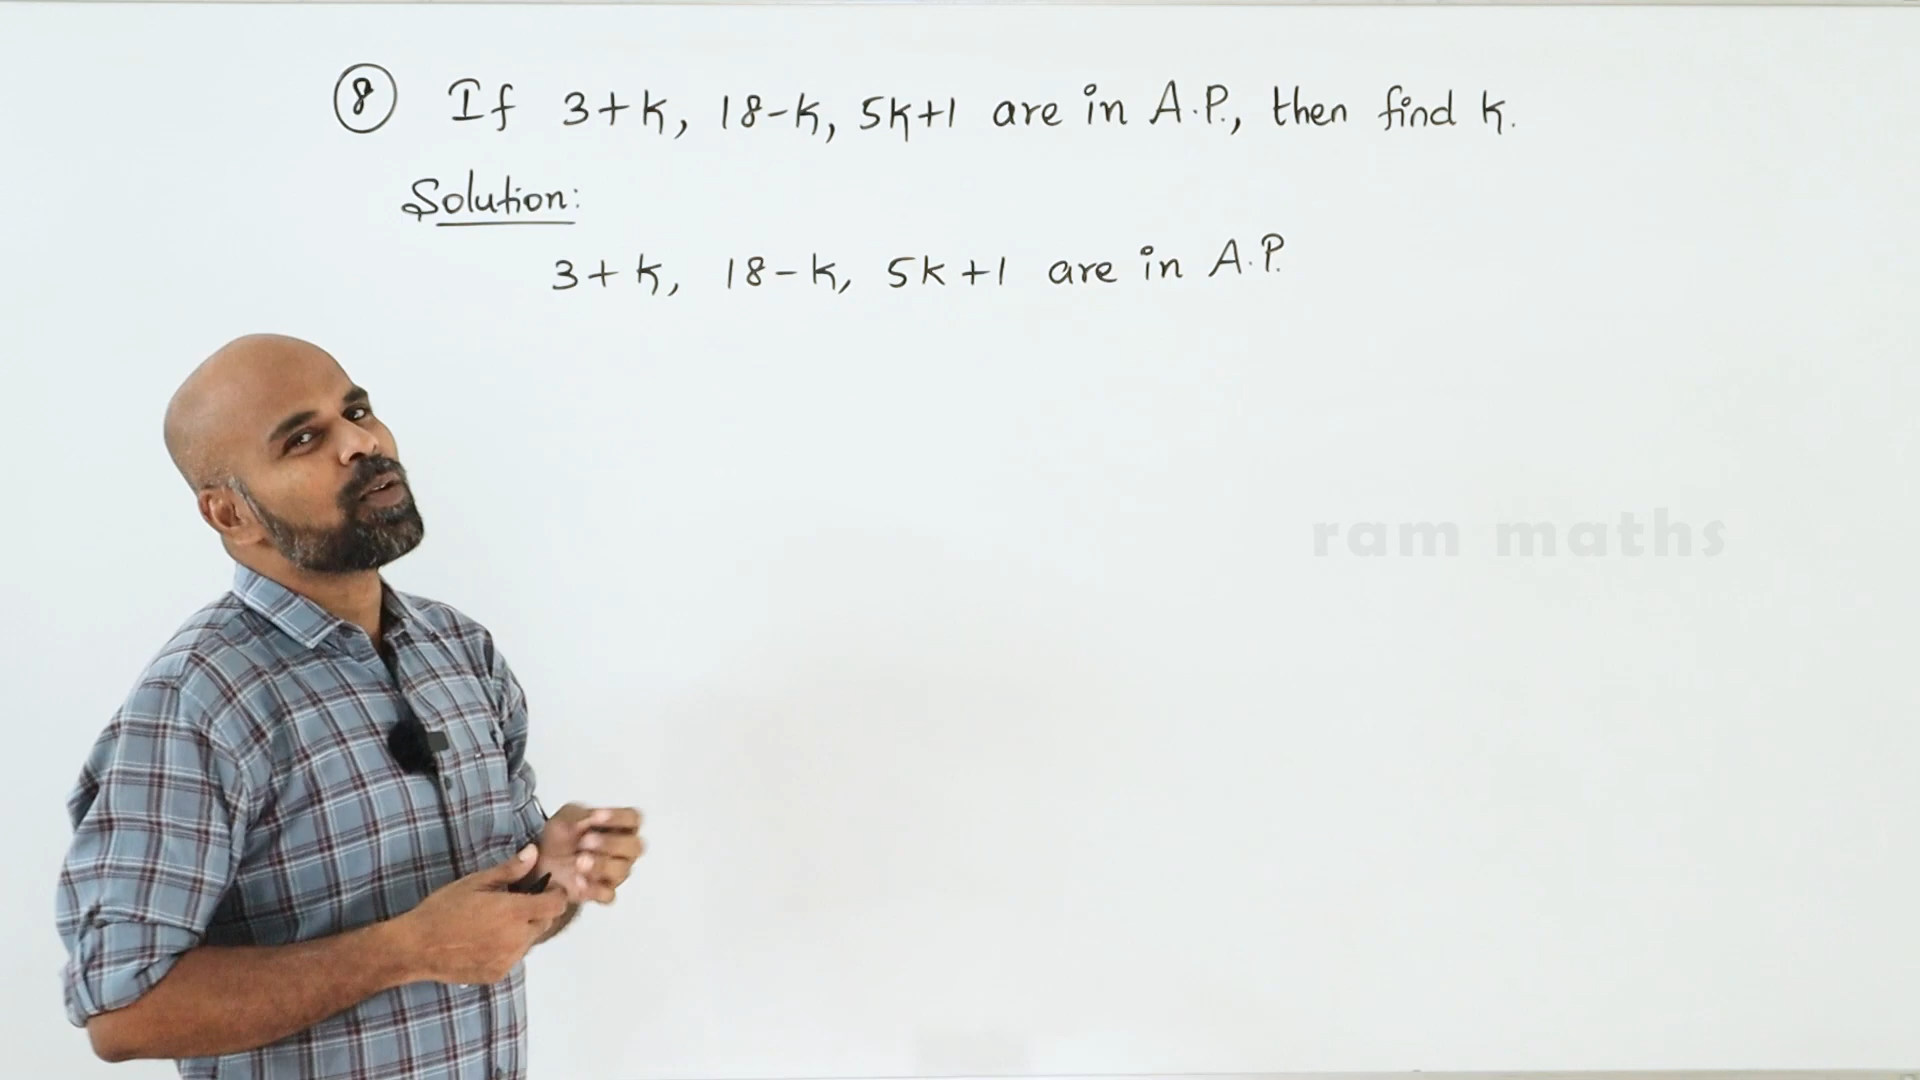 8 If 3+k, 18-k, 5k+1 are in A.P., then find k.
Solution:
3+k, 18-k, 5k+1 are in A.P.
ram maths